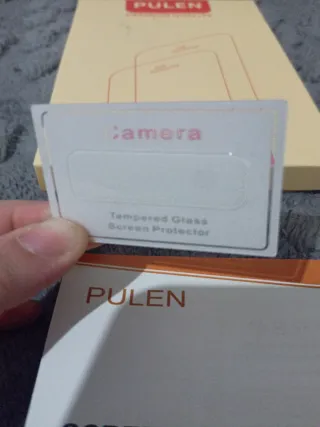 PULEN
Camera
Tempered Glass
Screen Protector
PULEN